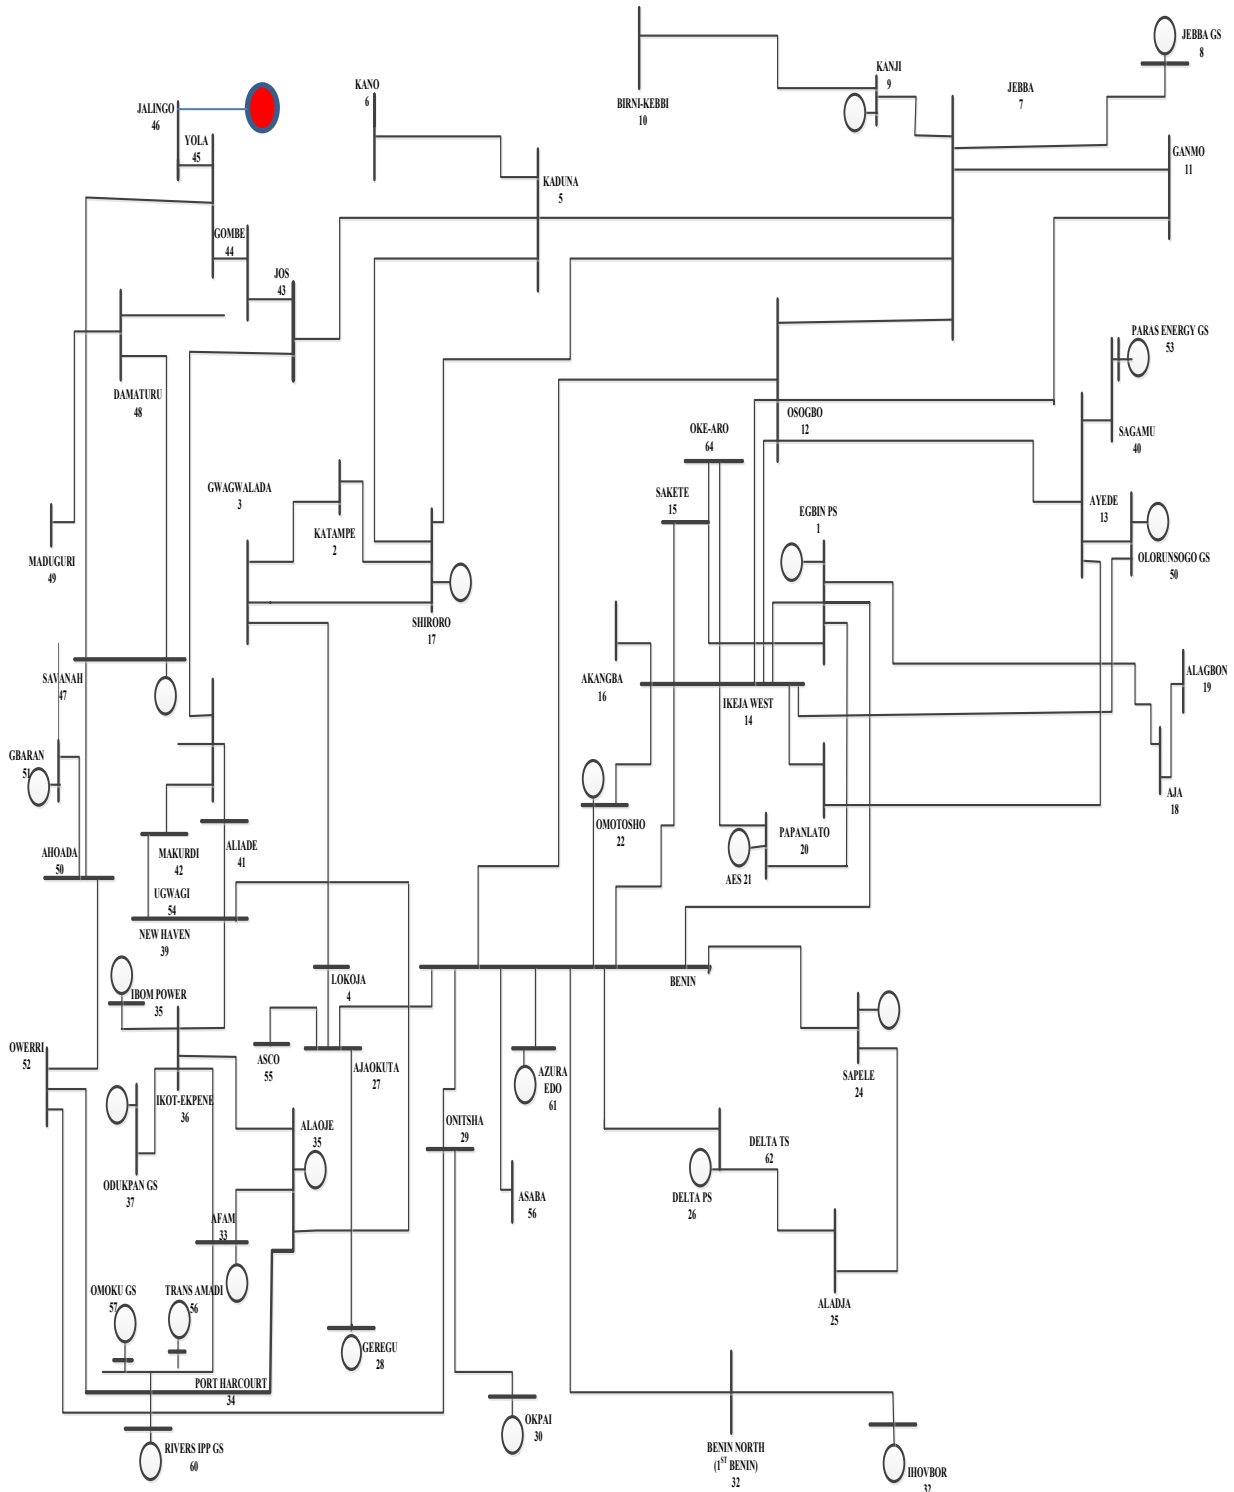 JEBBA GS
8
KANJI
9
KANO
6
JEBBA
7
BIRNI-KEBBI
10
JALINGO
46
YOLA
45
GANMO
11
KADUNA
5
GOMBE
44
JOS
43
PARAS ENERGY GS
53
DAMATURU
48
OSOGBO
12
OKE-ARO
64
SAGAMU
40
GWAGWALADA
3
SAKETE
15
AYEDE
13
EGBIN PS
1
KATAMPE
2
MADUGURI
49
OLORUNSOGO GS
50
SHIRORO
17
SAVANAH
47
AKANGBA
16
ALAGBON
19
IKEJA WEST
14
GBARAN
51
AJA
18
OMOTOSHO
22
PAPANLATO
20
AHOADA
50
MAKURDI
42
ALIADE
41
AES 21
UGWAGI
54
NEW HAVEN
39
LOKOJA
4
BENIN
IBOM POWER
35
OWERRI
52
ASCO
55
AJAOKUTA
27
AZURA
EDO
61
SAPELE
24
IKOT-EKPENE
36
ONITSHA
29
ALAOJE
35
DELTA TS
62
ODUKPAN GS
37
ASABA
56
DELTA PS
26
AFAM
33
OMOKU GS
57
TRANS AMADI
56
ALADJA
25
GEREGU
28
PORT HARCOURT
34
OKPAI
30
RIVERS IPP GS
60
BENIN NORTH
(1ST BENIN)
32
IHOVBOR
32